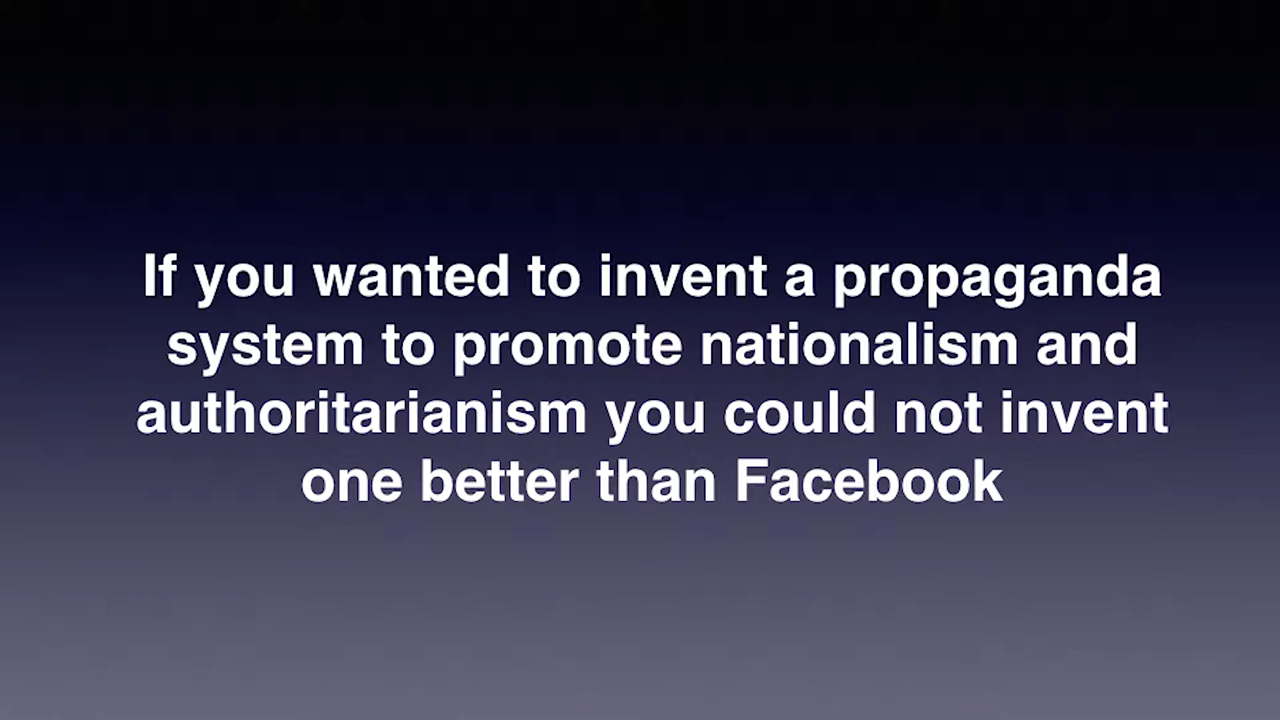 If you wanted to invent a propaganda
system to promote nationalism and
authoritarianism you could not invent
one better than Facebook